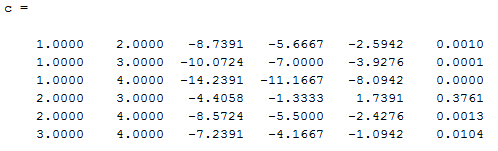 c =
1.0000 2.0000 -8.7391 -5.6667 -2.5942 0.0010
1.0000 3.0000 -10.0724 -7.0000 -3.9276 0.0001
1.0000 4.0000 -14.2391 -11.1667 -8.0942 0.0000
2.0000 3.0000 -4.4058 -1.3333 1.7391 0.3761
2.0000 4.0000 -8.5724 -5.5000 -2.4276 0.0013
3.0000 4.0000 -7.2391 -4.1667 -1.0942 0.0104